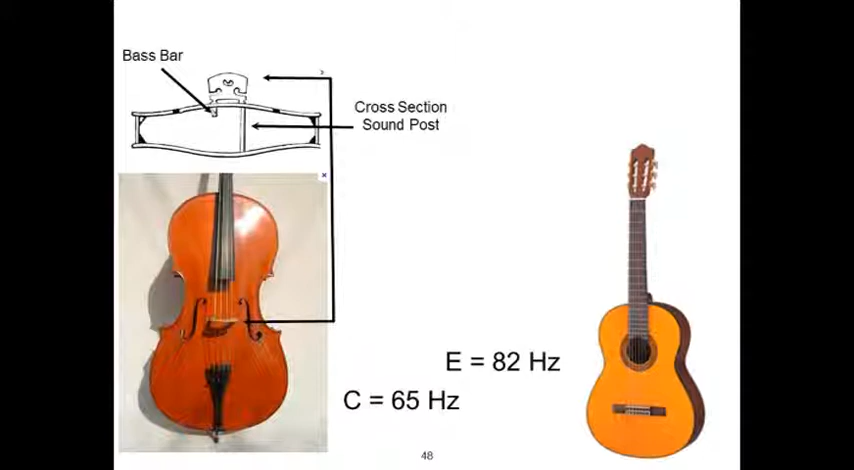 Bass Bar
Cross Section
Sound Post
E = 82 Hz
C = 65 Hz
48